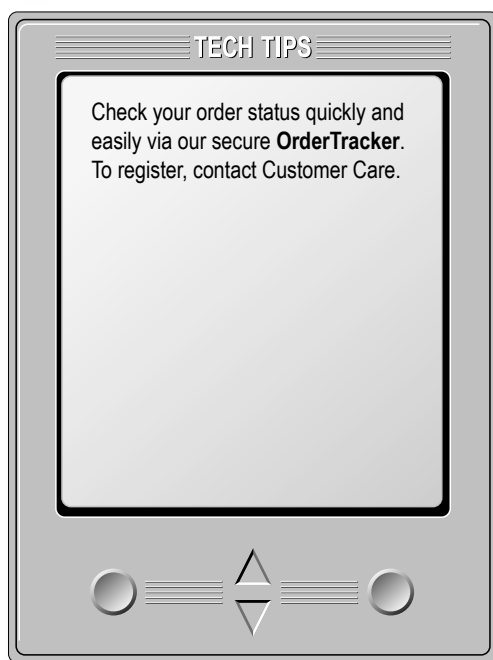 TECH TIPS
Check your order status quickly and
easily via our secure OrderTracker.
To register, contact Customer Care.